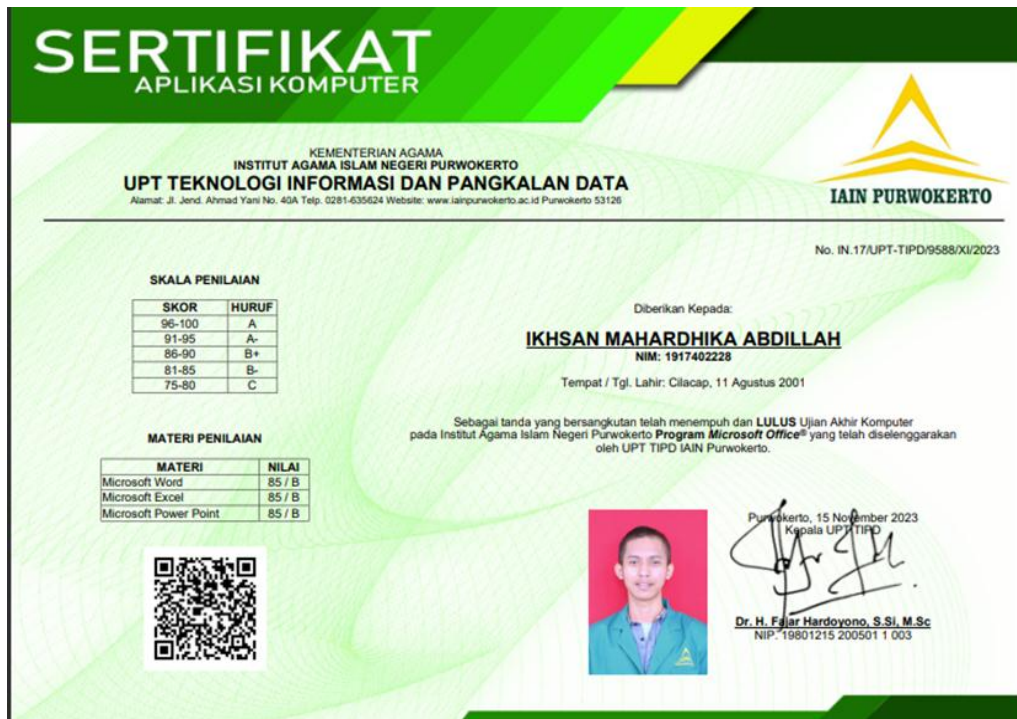 SERTIFIKAT
APLIKASI KOMPUTER
KEMENTERIAN AGAMA
INSTITUT AGAMA ISLAM NEGERI PURWOKERTO
UPT TEKNOLOGI INFORMASI DAN PANGKALAN DATA
Alamat: Jl. Jend. Ahmad Yani No. 40A Telp. 0281-635624 Website: www.iainpurwokerto.ac.id Purwokerto 53126
IAIN PURWOKERTO
No. IN.17/UPT-TIPD/9588/XI/2023
SKALA PENILAIAN
SKOR HURUF
96-100 A
91-95 A-
86-90 B+
81-85 B-
75-80 C
MATERI PENILAIAN
MATERI NILAI
Microsoft Word 85 / B
Microsoft Excel 85 / B
Microsoft Power Point 85 / B
Diberikan Kepada:
IKHSAN MAHARDHIKA ABDILLAH
NIM: 1917402228
Tempat / Tgl. Lahir: Cilacap, 11 Agustus 2001
Sebagai tanda yang bersangkutan telah menempuh dan LULUS Ujian Akhir Komputer
pada Institut Agama Islam Negeri Purwokerto Program Microsoft Office® yang telah diselenggarakan
oleh UPT TIPD IAIN Purwokerto.
Purwokerto, 15 November 2023
Kepala UPT TIPD
Dr. H. Fajar Hardoyono, S.Si, M.Sc
NIP. 19801215 200501 1 003